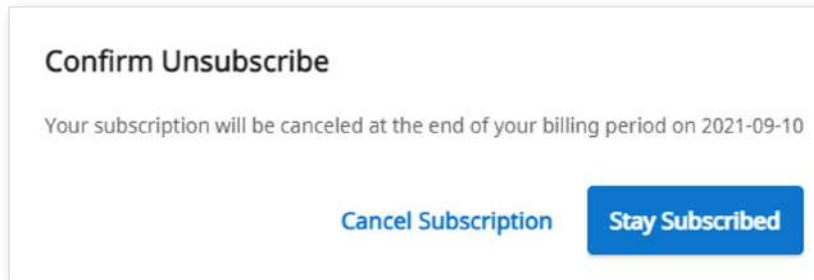 Confirm Unsubscribe
Your subscription will be canceled at the end of your billing period on 2021-09-10
Cancel Subscription Stay Subscribed